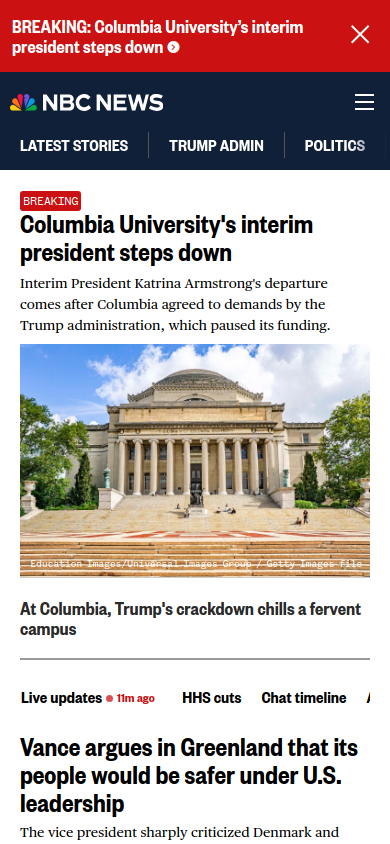 BREAKING: Columbia University’s interim
president steps down
NBC NEWS
LATEST STORIES
TRUMP ADMIN
POLITICS
BREAKING
Columbia University's interim
president steps down
Interim President Katrina Armstrong's departure
comes after Columbia agreed to demands by the
Trump administration, which paused its funding.
Education Images/Universal Images Group / Getty Images file
At Columbia, Trump's crackdown chills a fervent
campus
Live updates 11m ago HHS cuts Chat timeline
Vance argues in Greenland that its
people would be safer under U.S.
leadership
The vice president sharply criticized Denmark and